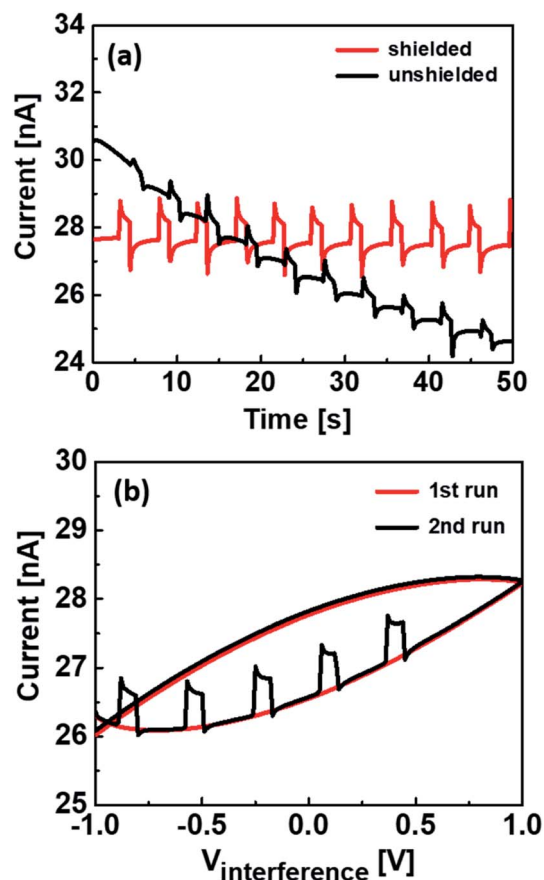 34
(a)
shielded
unshielded
32
30
28
26
24
Current [nA]
0 10 20 30 40 50
Time [s]
30
(b)
1st run
2nd run
29
28
27
26
25
Current [nA]
-1.0 -0.5 0.0 0.5 1.0
Vinterference [V]